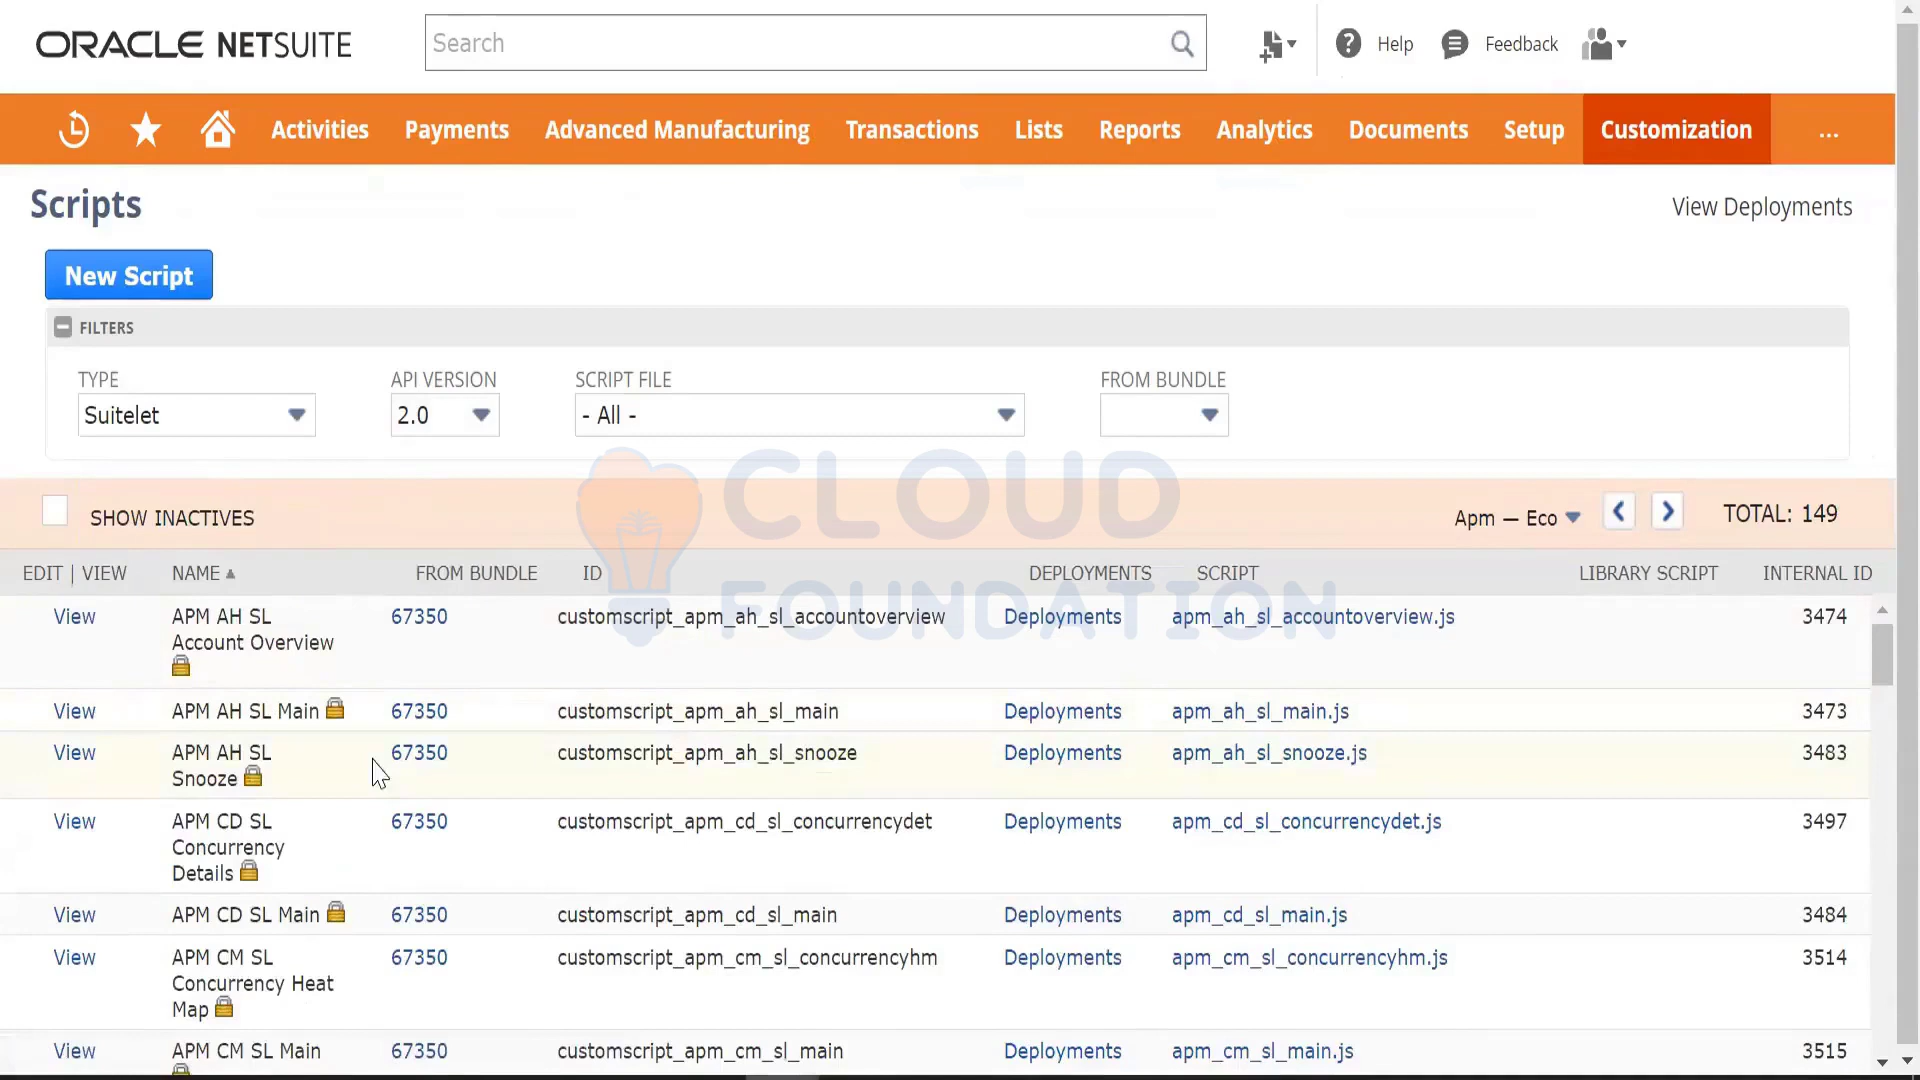 ORACLE NETSUITE
Search
Help
Feedback
Activities Payments Advanced Manufacturing Transactions Lists Reports Analytics Documents Setup Customization ...
Scripts
View Deployments
New Script
FILTERS
TYPE API VERSION SCRIPT FILE FROM BUNDLE
Suitelet 2.0 - All -
CLOUD
FOUNDATION
SHOW INACTIVES Apm — Eco TOTAL: 149
EDIT | VIEW NAME FROM BUNDLE ID DEPLOYMENTS SCRIPT LIBRARY SCRIPT INTERNAL ID
View APM AH SL 67350 customscript_apm_ah_sl_accountoverview Deployments apm_ah_sl_accountoverview.js 3474
Account Overview
View APM AH SL Main 67350 customscript_apm_ah_sl_main Deployments apm_ah_sl_main.js 3473
View APM AH SL 67350 customscript_apm_ah_sl_snooze Deployments apm_ah_sl_snooze.js 3483
Snooze
View APM CD SL 67350 customscript_apm_cd_sl_concurrencydet Deployments apm_cd_sl_concurrencydet.js 3497
Concurrency
Details
View APM CD SL Main 67350 customscript_apm_cd_sl_main Deployments apm_cd_sl_main.js 3484
View APM CM SL 67350 customscript_apm_cm_sl_concurrencyhm Deployments apm_cm_sl_concurrencyhm.js 3514
Concurrency Heat
Map
View APM CM SL Main 67350 customscript_apm_cm_sl_main Deployments apm_cm_sl_main.js 3515